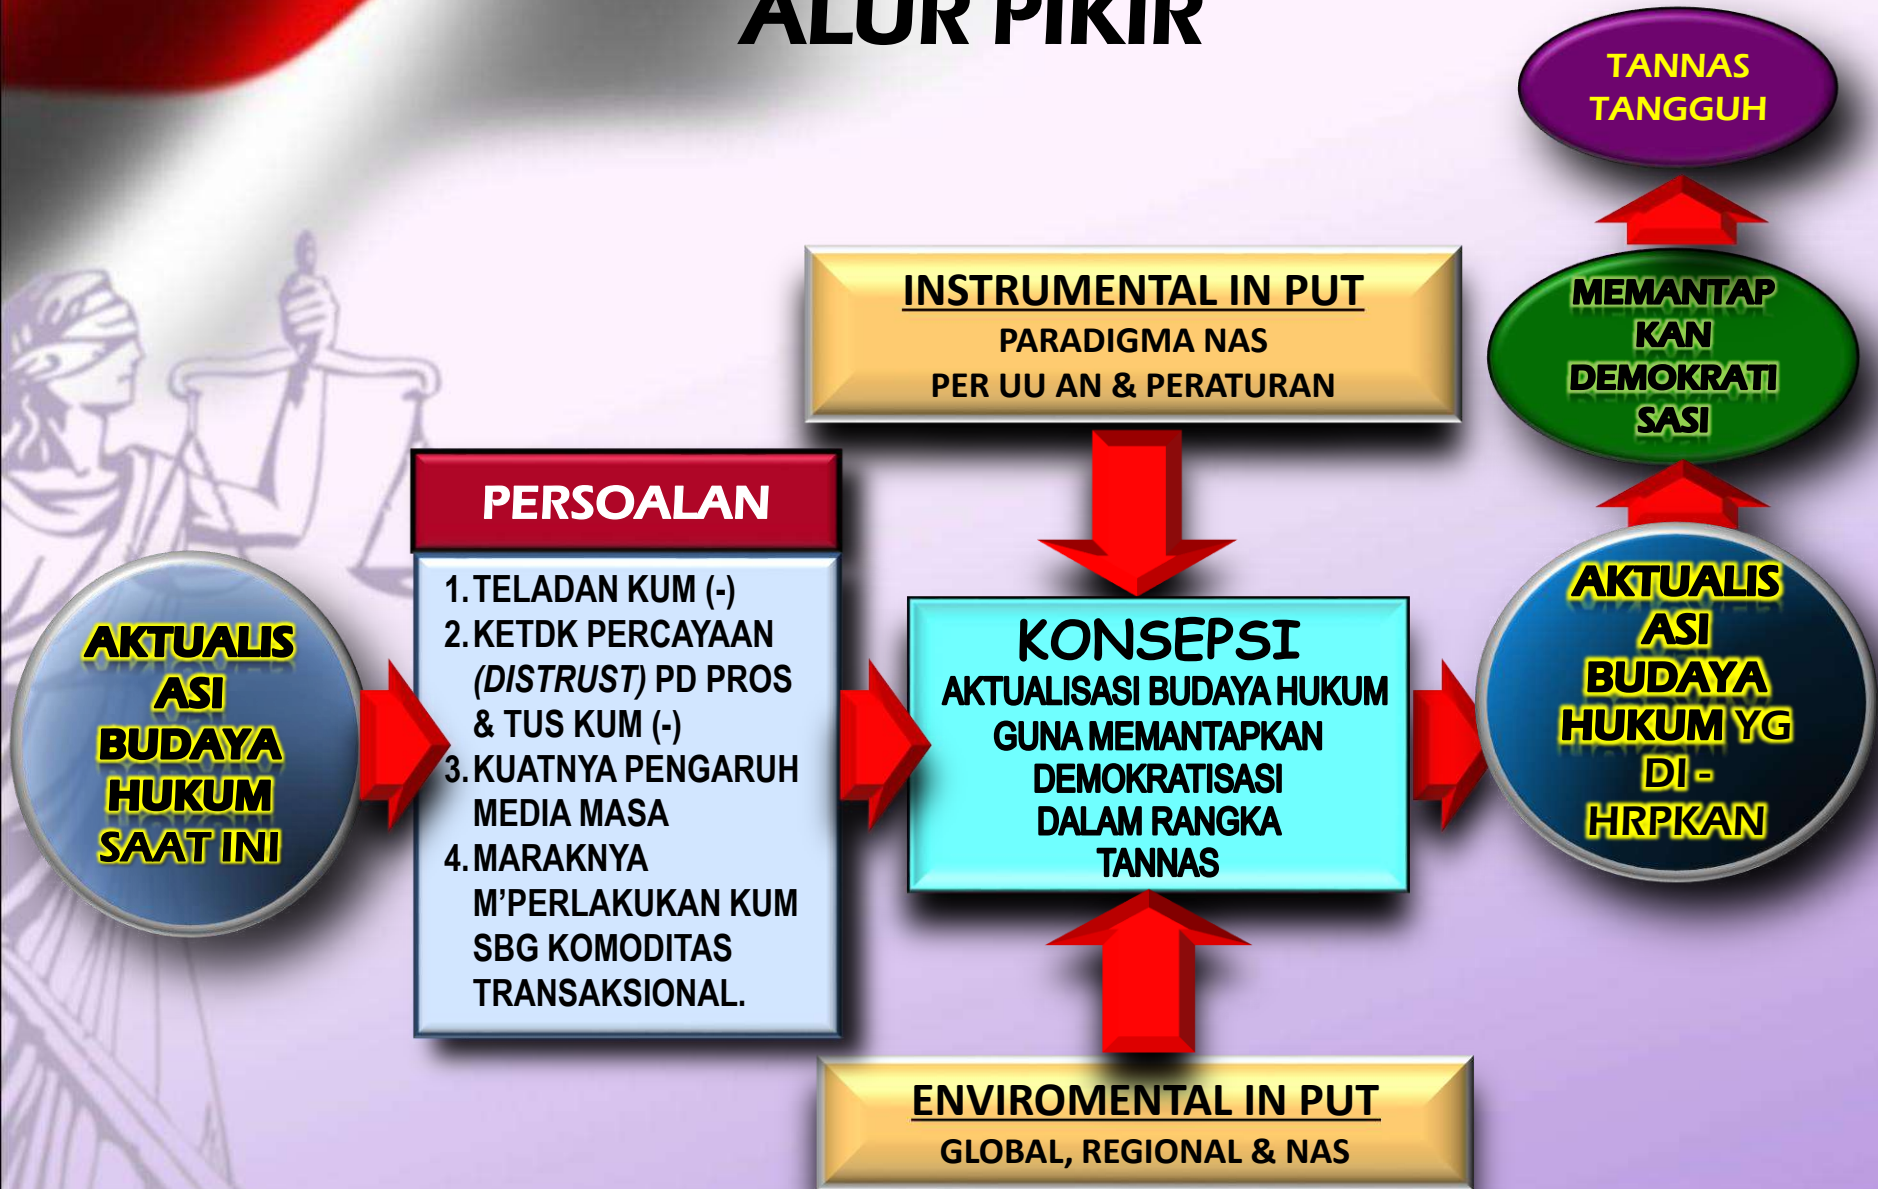 ALUR PIKIR
TANNAS
TANGGUH
MEMANTAP
KAN
DEMOKRATI
SASI
INSTRUMENTAL IN PUT
PARADIGMA NAS
PER UU AN & PERATURAN
PERSOALAN
1. TELADAN KUM (-)
2. KETDK PERCAYAAN
(DISTRUST) PD PROS
& TUS KUM (-)
3. KUATNYA PENGARUH
MEDIA MASA
4. MARAKNYA
M’PERLAKUKAN KUM
SBG KOMODITAS
TRANSAKSIONAL.
AKTUALIS
ASI
BUDAYA
HUKUM
SAAT INI
KONSEPSI
AKTUALISASI BUDAYA HUKUM
GUNA MEMANTAPKAN
DEMOKRATISASI
DALAM RANGKA
TANNAS
AKTUALIS
ASI
BUDAYA
HUKUM YG
DI -
HRPKAN
ENVIROMENTAL IN PUT
GLOBAL, REGIONAL & NAS